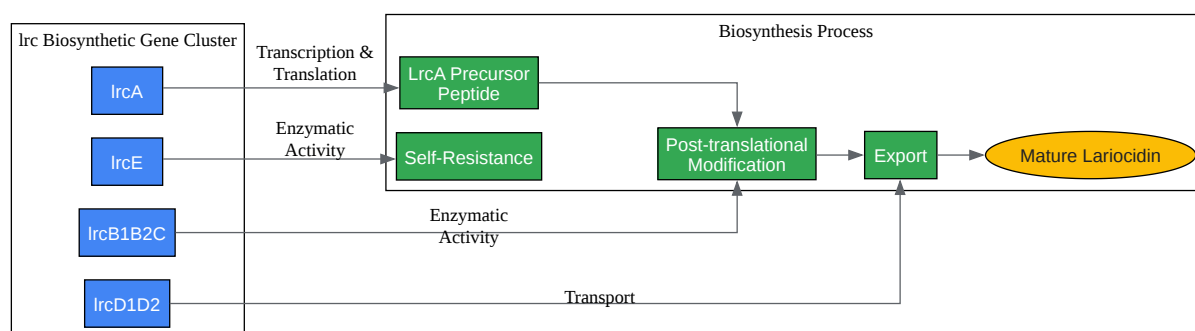 lrc Biosynthetic Gene Cluster
lrcA
lrcE
lrcB1B2C
lrcD1D2
Transcription &
Translation
Enzymatic
Activity
Enzymatic
Activity
Transport
Biosynthesis Process
LrcA Precursor
Peptide
Self-Resistance
Post-translational
Modification
Export
Mature Lariocidin